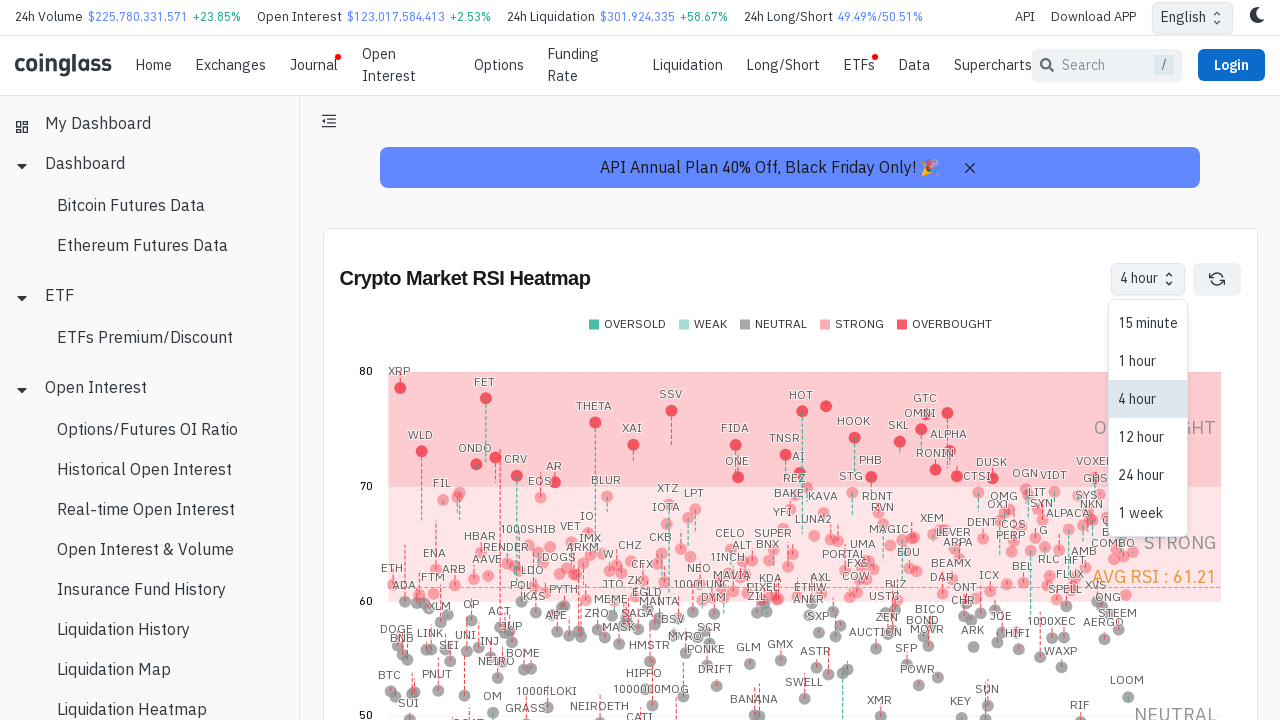 24h Volume $225,780,331,571 +23.85% Open Interest $123,017,584,413 +2.53% 24h Liquidation $301,924,335 +58.67% 24h Long/Short 49.49%/50.51% API Download APP English
coinglass Home Exchanges Journal Open Interest Options Funding Rate Liquidation Long/Short ETFs Data Supercharts Search / Login
My Dashboard
Dashboard
Bitcoin Futures Data
Ethereum Futures Data
ETF
ETFs Premium/Discount
Open Interest
Options/Futures OI Ratio
Historical Open Interest
Real-time Open Interest
Open Interest & Volume
Insurance Fund History
Liquidation History
Liquidation Map
Liquidation Heatmap
API Annual Plan 40% Off, Black Friday Only! 🎉
Crypto Market RSI Heatmap
4 hour
15 minute
1 hour
4 hour
12 hour
24 hour
1 week
OVERSOLD WEAK NEUTRAL STRONG OVERBOUGHT
80
XRP
FET
SSV
HOT
GTC
THETA
OMNI
WLD
XAI
FIDA
TNSR
HOOK
SKL
ALPHA
ONDO
CRV
AR
ONE
AI
PHB
RONIN
DUSK
70
FIL
EOS
BLUR
XTZ
LPT
REZ
BAKE
KAVA
STG
RDNT
RVN
CTSI
OGN
VIDT
OMG
LIT
SYN
SYS
NKN
1000SHIB
VET
IO
IOTA
YFI
LUNA2
XEM
DENT
COS
ALPACA
HBAR
RENDER
ARKM
IMX
CHZ
CKB
CELO
SUPER
ALT
BNX
UMA
MAGIC
LEVER
ARPA
PERP
COMBO
ETH
ENA
AAVE
LDO
DOGS
W
CFX
NEO
1INCH
PORTAL
FXS
EDU
BEAMX
BEL
RLC
HFT
AMB
STRONG
ADA
FTM
ARB
POL
KAS
PYTH
JTO
ZK
EGLD
MAVIA
KDA
AXL
COW
DAR
ICX
FLUX
SPELL
XVS
AVG RSI : 61.21
60
XLM
OP
ACT
APE
ZRO
MEME
SAGA
MANTA
DYM
ZIL
ANKR
USTC
CHR
ONT
ONG
STEEM
DOGE
BNB
LINK
SEI
UNI
INJ
JUP
MASK
BSV
SCR
SXP
ZEN
BICO
BOND
MOVR
ARK
JOE
HIFI
1000XEC
AERGO
NEIRO
BOME
HMSTR
MYRO
PONKE
GLM
GMX
ASTR
AUCTION
SFP
WAXP
BTC
PNUT
HIPPO
DRIFT
POWR
SUI
OM
GRASS
1000FLOKI
NEIROETH
CATI
BANANA
SWELL
XMR
KEY
SUN
RIF
LOOM
50
NEUTRAL